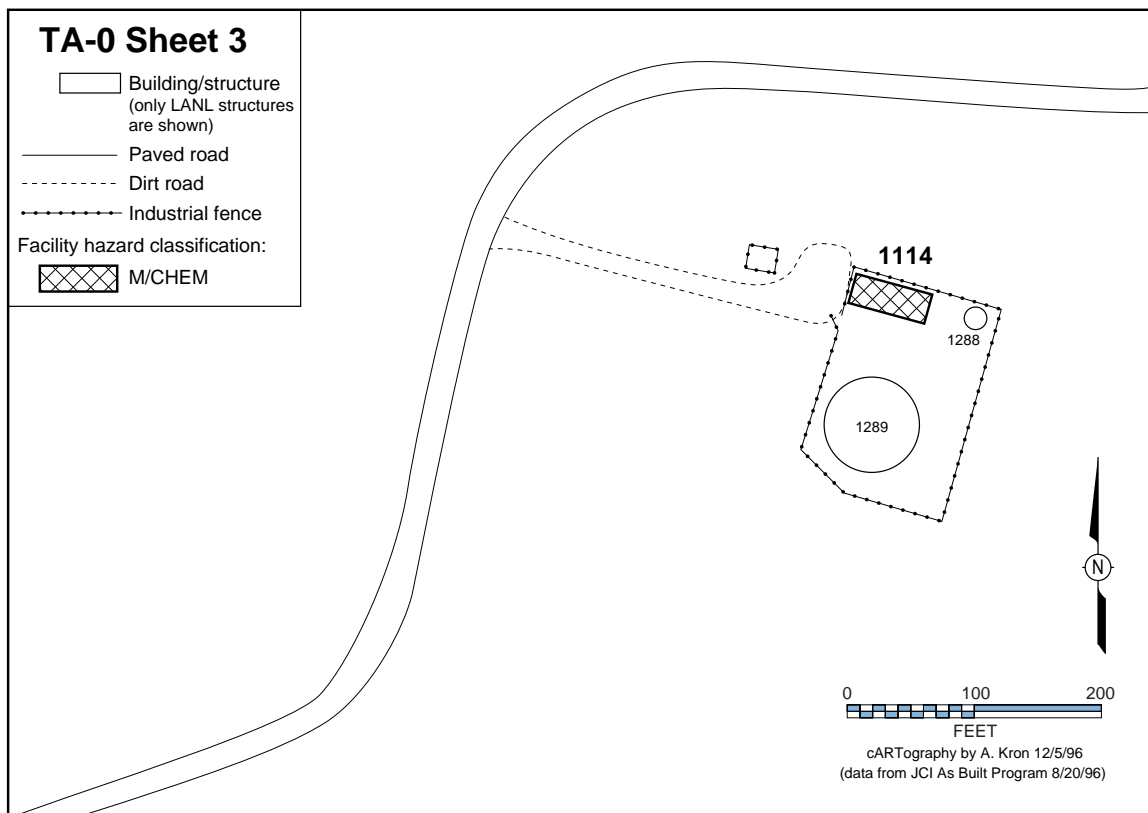 TA-0 Sheet 3
Building/structure
(only LANL structures
are shown)
Paved road
Dirt road
Industrial fence
Facility hazard classification:
M/CHEM
1114
1288
1289
N
0 100 200
FEET
cARTography by A. Kron 12/5/96
(data from JCI As Built Program 8/20/96)